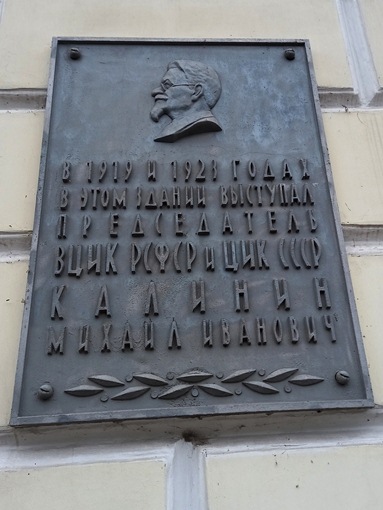 В 1919 И 1923 ГОДАХ
В ЭТОМ ЗДАНИИ ВЫСТУПАЛ
ПРЕДСЕДАТЕЛЬ
ВЦИК РСФСР И ЦИК СССР
КАЛИНИН
МИХАИЛ ИВАНОВИЧ